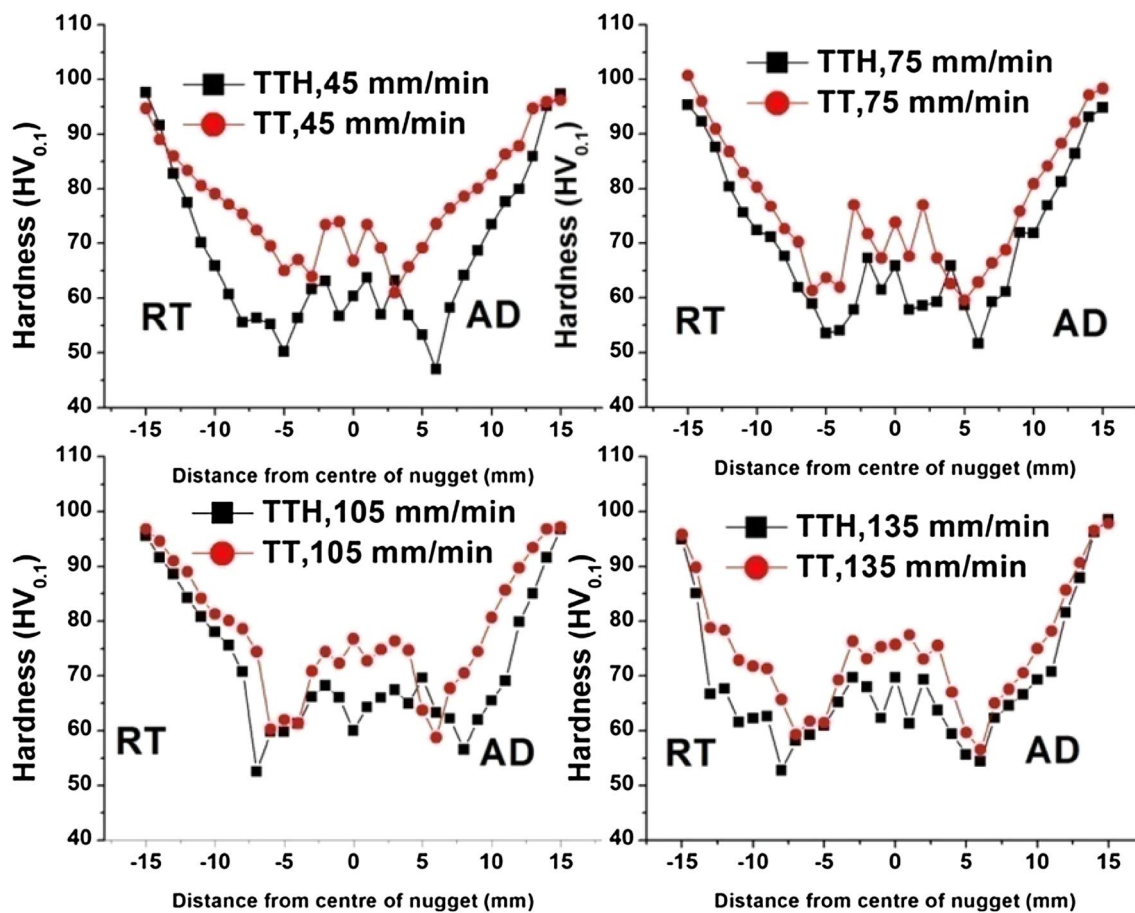 110
100
90
80
70
60
50
40
Hardness (HV0.1)
TTH,45 mm/min
TT,45 mm/min
RT
AD
-15 -10 -5 0 5 10 15
Distance from centre of nugget (mm)
110
100
90
80
70
60
50
40
Hardness (HV0.1)
TTH,75 mm/min
TT,75 mm/min
RT
AD
-15 -10 -5 0 5 10 15
Distance from centre of nugget (mm)
110
100
90
80
70
60
50
40
Hardness (HV0.1)
TTH,105 mm/min
TT,105 mm/min
RT
AD
-15 -10 -5 0 5 10 15
Distance from centre of nugget (mm)
110
100
90
80
70
60
50
40
Hardness (HV0.1)
TTH,135 mm/min
TT,135 mm/min
RT
AD
-15 -10 -5 0 5 10 15
Distance from centre of nugget (mm)